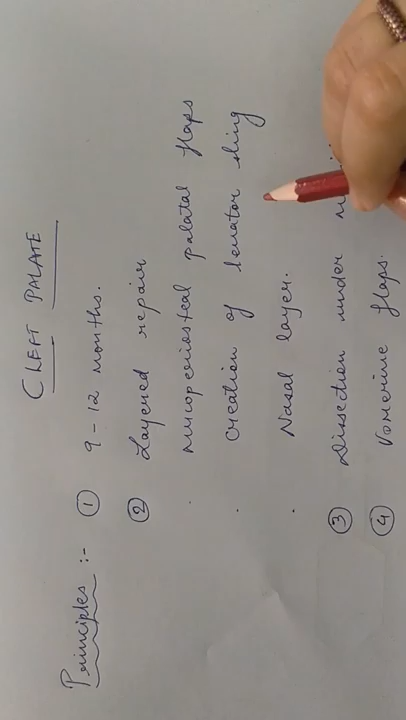 CLEFT PALATE
Principles :-
① 9-12 months.
② Layered repair
· mucoperiosteal palatal flaps
· creation of levator sling
· Nasal layer.
③ Dissection under
④ Vomerine flaps.